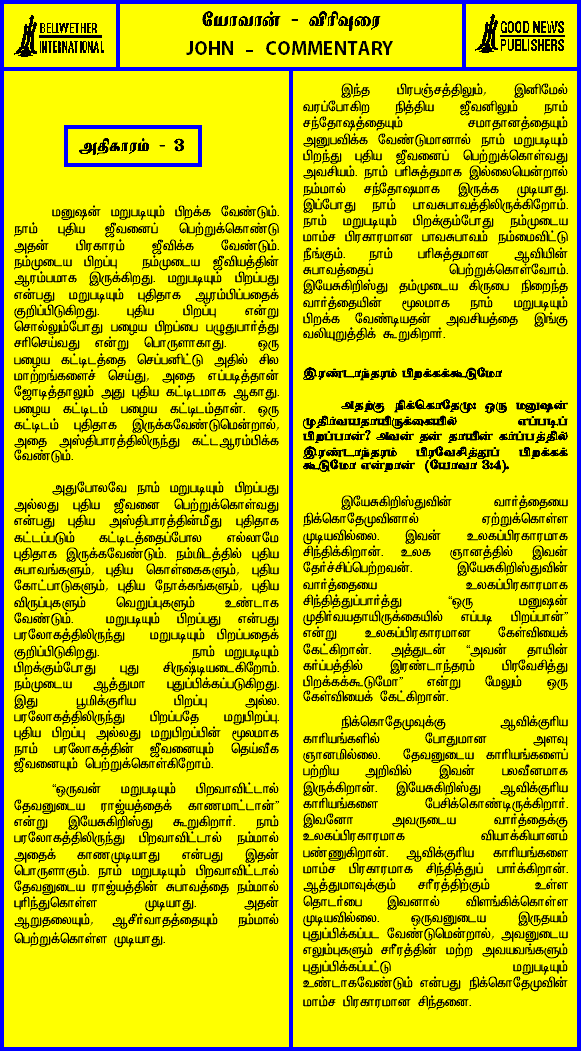 BELWETHER
INTERNATIONAL
யோவான் - விரிவுரை
JOHN - COMMENTARY
GOOD NEWS
PUBLISHERS
அதிகாரம் - 3
மனுஷன் மறுபடியும் பிறக்க வேண்டும்.
நாம் புதிய ஜீவனைப் பெற்றுக்கொண்டு
அதன் பிரகாரம் ஜீவிக்க வேண்டும்.
நம்முடைய பிறப்பு நம்முடைய ஜீவியத்தின்
ஆரம்பமாக இருக்கிறது. மறுபடியும் பிறப்பது
என்பது மறுபடியும் புதிதாக ஆரம்பிப்பதைக்
குறிப்பிடுகிறது. புதிய பிறப்பு என்று
சொல்லும்போது பழைய பிறப்பை பழுதுபார்த்து
சரிசெய்வது என்று பொருளாகாது. ஒரு
பழைய கட்டிடத்தை செப்பனிட்டு அதில் சில
மாற்றங்களைச் செய்து, அதை எப்படித்தான்
ஜோடித்தாலும் அது புதிய கட்டிடமாக ஆகாது.
பழைய கட்டிடம் பழைய கட்டிடம்தான். ஒரு
கட்டிடம் புதிதாக இருக்கவேண்டுமென்றால்,
அதை அஸ்திபாரத்திலிருந்து கட்டஆரம்பிக்க
வேண்டும்.
அதுபோலவே நாம் மறுபடியும் பிறப்பது
அல்லது புதிய ஜீவனை பெற்றுக்கொள்வது
என்பது புதிய அஸ்திபாரத்தின்மீது புதிதாக
கட்டப்படும் கட்டிடத்தைப்போல எல்லாமே
புதிதாக இருக்கவேண்டும். நம்மிடத்தில் புதிய
சுபாவங்களும், புதிய கொள்கைகளும், புதிய
கோட்பாடுகளும், புதிய நோக்கங்களும், புதிய
விருப்புகளும் வெறுப்புகளும் உண்டாக
வேண்டும். மறுபடியும் பிறப்பது என்பது
பரலோகத்திலிருந்து மறுபடியும் பிறப்பதைக்
குறிப்பிடுகிறது. நாம் மறுபடியும்
பிறக்கும்போது புது சிருஷ்டியடைகிறோம்.
நம்முடைய ஆத்துமா புதுப்பிக்கப்படுகிறது.
இது பூமிக்குரிய பிறப்பு அல்ல.
பரலோகத்திலிருந்து பிறப்பதே மறுபிறப்பு.
புதிய பிறப்பு அல்லது மறுபிறப்பின் மூலமாக
நாம் பரலோகத்தின் ஜீவனையும் தெய்வீக
ஜீவனையும் பெற்றுக்கொள்கிறோம்.
“ஒருவன் மறுபடியும் பிறவாவிட்டால்
தேவனுடைய ராஜ்யத்தைக் காணமாட்டான்”
என்று இயேசுகிறிஸ்து கூறுகிறார். நாம்
பரலோகத்திலிருந்து பிறவாவிட்டால் நம்மால்
அதைக் காணமுடியாது என்பது இதன்
பொருளாகும். நாம் மறுபடியும் பிறவாவிட்டால்
தேவனுடைய ராஜ்யத்தின் சுபாவத்தை நம்மால்
புரிந்துகொள்ள முடியாது. அதன்
ஆறுதலையும், ஆசீர்வாதத்தையும் நம்மால்
பெற்றுக்கொள்ள முடியாது.
இந்த பிரபஞ்சத்திலும், இனிமேல்
வரப்போகிற நித்திய ஜீவனிலும் நாம்
சந்தோஷத்தையும் சமாதானத்தையும்
அனுபவிக்க வேண்டுமானால் நாம் மறுபடியும்
பிறந்து புதிய ஜீவனைப் பெற்றுக்கொள்வது
அவசியம். நாம் பரிசுத்தமாக இல்லையென்றால்
நம்மால் சந்தோஷமாக இருக்க முடியாது.
இப்போது நாம் பாவசுபாவத்திலிருக்கிறோம்.
நாம் மறுபடியும் பிறக்கும்போது நம்முடைய
மாம்ச பிரகாரமான பாவசுபாவம் நம்மைவிட்டு
நீங்கும். நாம் பரிசுத்தமான ஆவியின்
சுபாவத்தைப் பெற்றுக்கொள்வோம்.
இயேசுகிறிஸ்து தம்முடைய கிருபை நிறைந்த
வார்த்தையின் மூலமாக நாம் மறுபடியும்
பிறக்க வேண்டியதன் அவசியத்தை இங்கு
வலியுறுத்திக் கூறுகிறார்.
இரண்டாந்தரம் பிறக்கக்கூடுமோ
அதற்கு நிக்கொதேமு: ஒரு மனுஷன்
முதிர்வயதாயிருக்கையில் எப்படிப்
பிறப்பான்? அவன் தன் தாயின் கர்ப்பத்தில்
இரண்டாந்தரம் பிரவேசித்துப் பிறக்கக்
கூடுமோ என்றான் (யோவா 3:4).
இயேசுகிறிஸ்துவின் வார்த்தையை
நிக்கொதேமுவினால் ஏற்றுக்கொள்ள
முடியவில்லை. இவன் உலகப்பிரகாரமாக
சிந்திக்கிறான். உலக ஞானத்தில் இவன்
தேர்ச்சிப்பெற்றவன். இயேசுகிறிஸ்துவின்
வார்த்தையை உலகப்பிரகாரமாக
சிந்தித்துப்பார்த்து “ஒரு மனுஷன்
முதிர்வயதாயிருக்கையில் எப்படி பிறப்பான்”
என்று உலகப்பிரகாரமான கேள்வியைக்
கேட்கிறான். அத்துடன் “அவன் தாயின்
கர்ப்பத்தில் இரண்டாந்தரம் பிரவேசித்து
பிறக்கக்கூடுமோ” என்று மேலும் ஒரு
கேள்வியைக் கேட்கிறான்.
நிக்கொதேமுவுக்கு ஆவிக்குரிய
காரியங்களில் போதுமான அளவு
ஞானமில்லை. தேவனுடைய காரியங்களைப்
பற்றிய அறிவில் இவன் பலவீனமாக
இருக்கிறான். இயேசுகிறிஸ்து ஆவிக்குரிய
காரியங்களை பேசிக்கொண்டிருக்கிறார்.
இவனோ அவருடைய வார்த்தைக்கு
உலகப்பிரகாரமாக வியாக்கியானம்
பண்ணுகிறான். ஆவிக்குரிய காரியங்களை
மாம்ச பிரகாரமாக சிந்தித்துப் பார்க்கிறான்.
ஆத்துமாவுக்கும் சரீரத்திற்கும் உள்ள
தொடர்பை இவனால் விளங்கிக்கொள்ள
முடியவில்லை. ஒருவனுடைய இருதயம்
புதுப்பிக்கப்பட வேண்டுமென்றால், அவனுடைய
எலும்புகளும் சரீரத்தின் மற்ற அவயவங்களும்
புதுப்பிக்கப்பட்டு மறுபடியும்
உண்டாகவேண்டும் என்பது நிக்கொதேமுவின்
மாம்ச பிரகாரமான சிந்தனை.